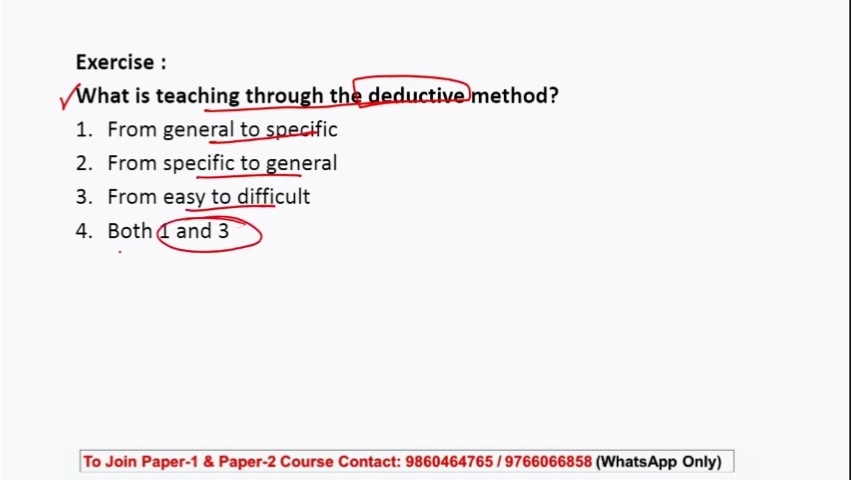 Exercise :
What is teaching through the deductive method?
1. From general to specific
2. From specific to general
3. From easy to difficult
4. Both 1 and 3
To Join Paper-1 & Paper-2 Course Contact: 9860464765 / 9766066858 (WhatsApp Only)